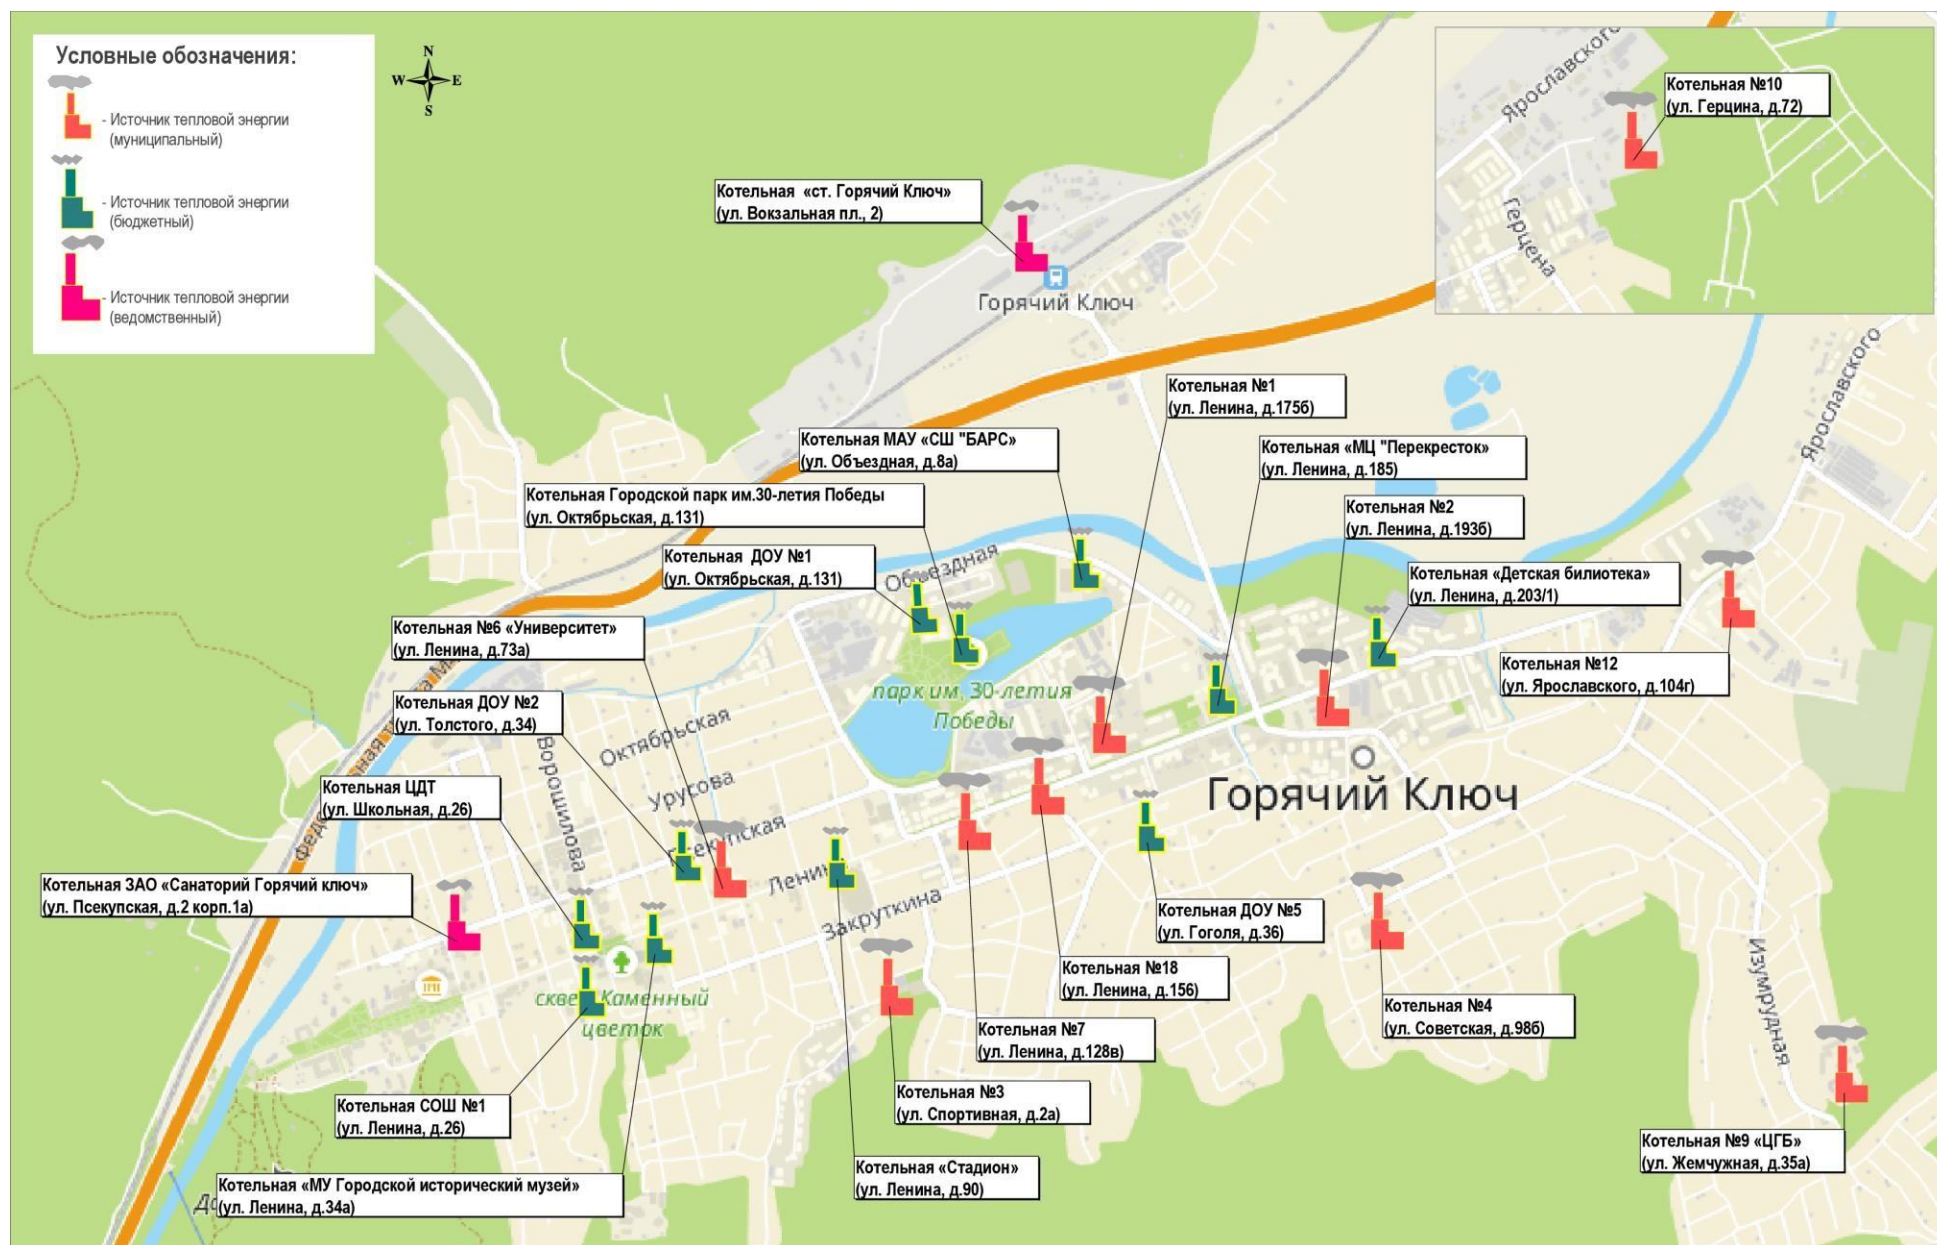 Условные обозначения:
- Источник тепловой энергии
(муниципальный)
- Источник тепловой энергии
(бюджетный)
- Источник тепловой энергии
(ведомственный)
N
W
E
S
Ярославского
Котельная №10
(ул. Герцина, д.72)
Герцена
Котельная «ст. Горячий Ключ»
(ул. Вокзальная пл., 2)
Горячий Ключ
Ярославского
Котельная №1
(ул. Ленина, д.175б)
Котельная МАУ «СШ "БАРС»
(ул. Объездная, д.8а)
Котельная «МЦ "Перекресток»
(ул. Ленина, д.185)
Котельная Городской парк им.30-летия Победы
(ул. Октябрьская, д.131)
Котельная №2
(ул. Ленина, д.193б)
Котельная ДОУ №1
(ул. Октябрьская, д.131)
Объездная
Котельная «Детская билиотека»
(ул. Ленина, д.203/1)
Котельная №6 «Университет»
(ул. Ленина, д.73а)
Котельная №12
(ул. Ярославского, д.104г)
парк им. 30-летия
Победы
Котельная ДОУ №2
(ул. Толстого, д.34)
Октябрьская
Ворошилова
Урусова
Котельная ЦДТ
(ул. Школьная, д.26)
Горячий Ключ
Псекупская
Ленина
Котельная ЗАО «Санаторий Горячий ключ»
(ул. Псекупская, д.2 корп.1а)
Закруткина
Котельная ДОУ №5
(ул. Гоголя, д.36)
Котельная №18
(ул. Ленина, д.156)
Изумрудная
сквер Каменный
цветок
Котельная №4
(ул. Советская, д.98б)
Котельная №7
(ул. Ленина, д.128в)
Котельная №3
(ул. Спортивная, д.2а)
Котельная СОШ №1
(ул. Ленина, д.26)
Котельная №9 «ЦГБ»
(ул. Жемчужная, д.35а)
Котельная «Стадион»
(ул. Ленина, д.90)
Котельная «МУ Городской исторический музей»
(ул. Ленина, д.34а)